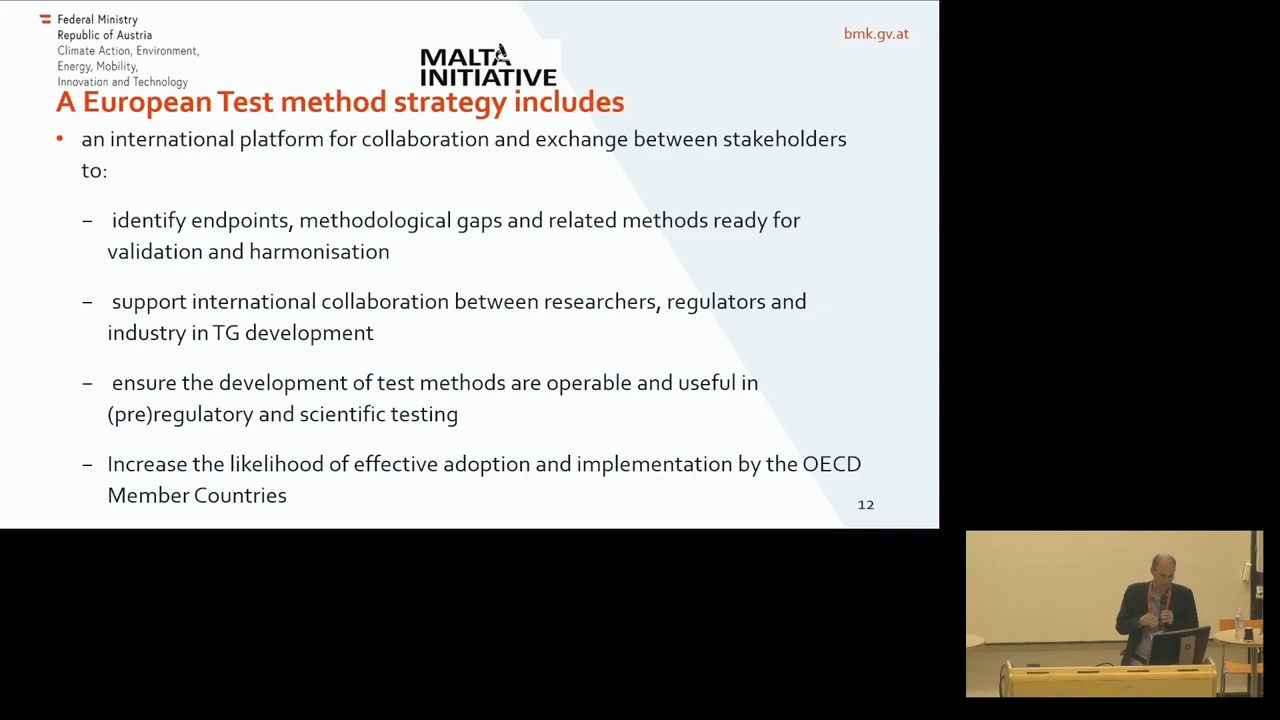 Federal Ministry
Republic of Austria
Climate Action, Environment,
Energy, Mobility,
Innovation and Technology
bmk.gv.at
MALTA
INITIATIVE
A European Test method strategy includes
• an international platform for collaboration and exchange between stakeholders
to:
– identify endpoints, methodological gaps and related methods ready for
validation and harmonisation
– support international collaboration between researchers, regulators and
industry in TG development
– ensure the development of test methods are operable and useful in
(pre)regulatory and scientific testing
– Increase the likelihood of effective adoption and implementation by the OECD
Member Countries
12